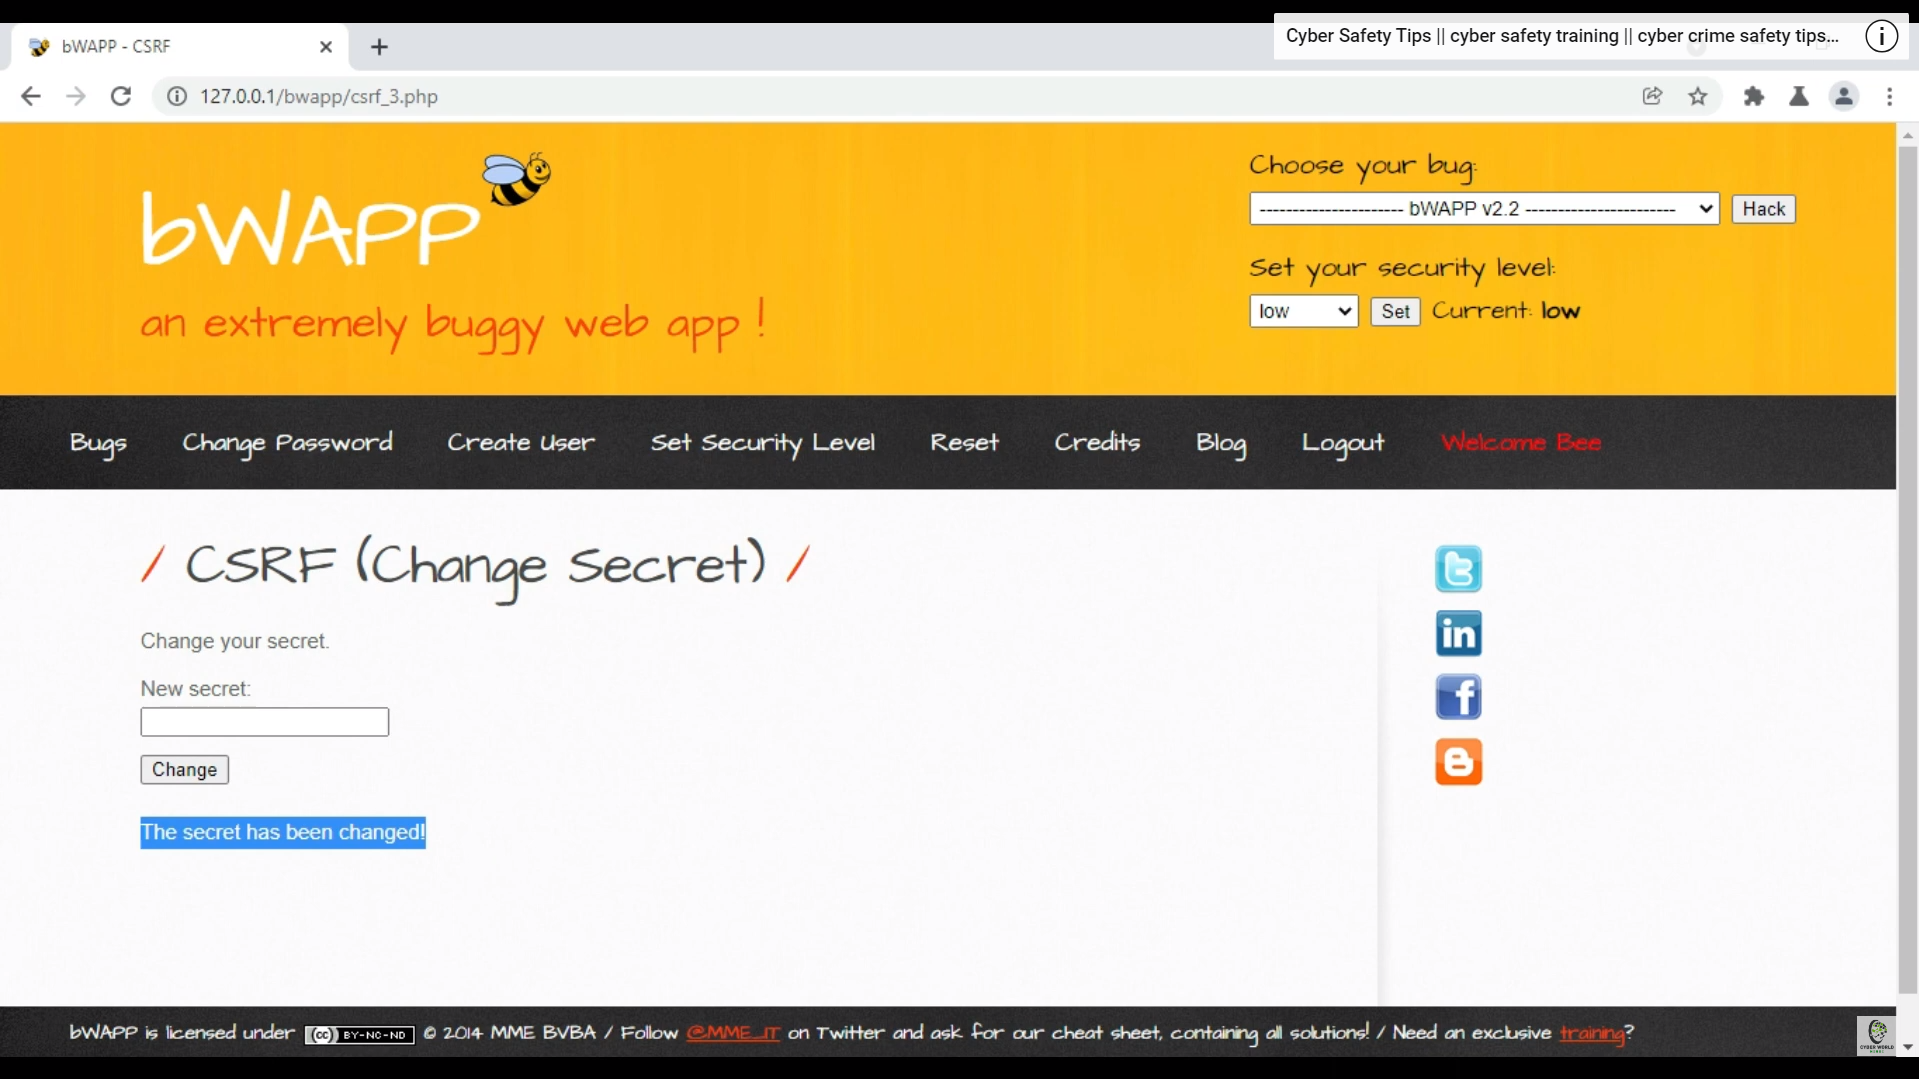 bWAPP - CSRF
Cyber Safety Tips || cyber safety training || cyber crime safety tips...
127.0.0.1/bwapp/csrf_3.php
bWAPP
an extremely buggy web app !
Choose your bug:
---------------------- bWAPP v2.2 -----------------------
Hack
Set your security level:
low
Set
Current: low
Bugs
Change Password
Create User
Set Security Level
Reset
Credits
Blog
Logout
Welcome Bee
/ CSRF (Change Secret) /
Change your secret.
New secret:
Change
The secret has been changed!
bWAPP is licensed under (cc) BY-NC-ND © 2014 MME BVBA / Follow @MME_IT on Twitter and ask for our cheat sheet, containing all solutions! / Need an exclusive training?
CYBER WORLD